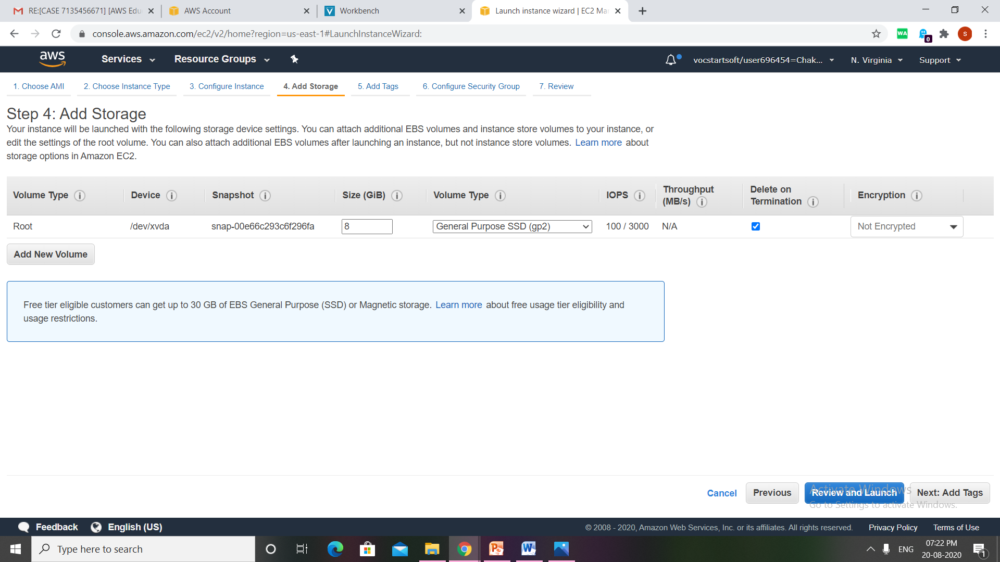 RE:[CASE 7135456671] [AWS Edu
AWS Account
Workbench
Launch instance wizard | EC2 Ma
console.aws.amazon.com/ec2/v2/home?region=us-east-1#LaunchInstanceWizard:
WA
0
S
aws
Services
Resource Groups
vocstartsoft/user696454=Chak...
N. Virginia
Support
1. Choose AMI
2. Choose Instance Type
3. Configure Instance
4. Add Storage
5. Add Tags
6. Configure Security Group
7. Review
Step 4: Add Storage
Your instance will be launched with the following storage device settings. You can attach additional EBS volumes and instance store volumes to your instance, or
edit the settings of the root volume. You can also attach additional EBS volumes after launching an instance, but not instance store volumes. Learn more about
storage options in Amazon EC2.
Volume Type
Device
Snapshot
Size (GiB)
Volume Type
IOPS
Throughput
(MB/s)
Delete on
Termination
Encryption
Root
/dev/xvda
snap-00e66c293c6f296fa
8
General Purpose SSD (gp2)
100 / 3000
N/A
Not Encrypted
Add New Volume
Free tier eligible customers can get up to 30 GB of EBS General Purpose (SSD) or Magnetic storage. Learn more about free usage tier eligibility and
usage restrictions.
Cancel
Previous
Review and Launch
Next: Add Tags
Activate Windows
Go to Settings to activate Windows.
Feedback
English (US)
© 2008 - 2020, Amazon Web Services, Inc. or its affiliates. All rights reserved.
Privacy Policy
Terms of Use
Type here to search
ENG
07:22 PM
20-08-2020
1